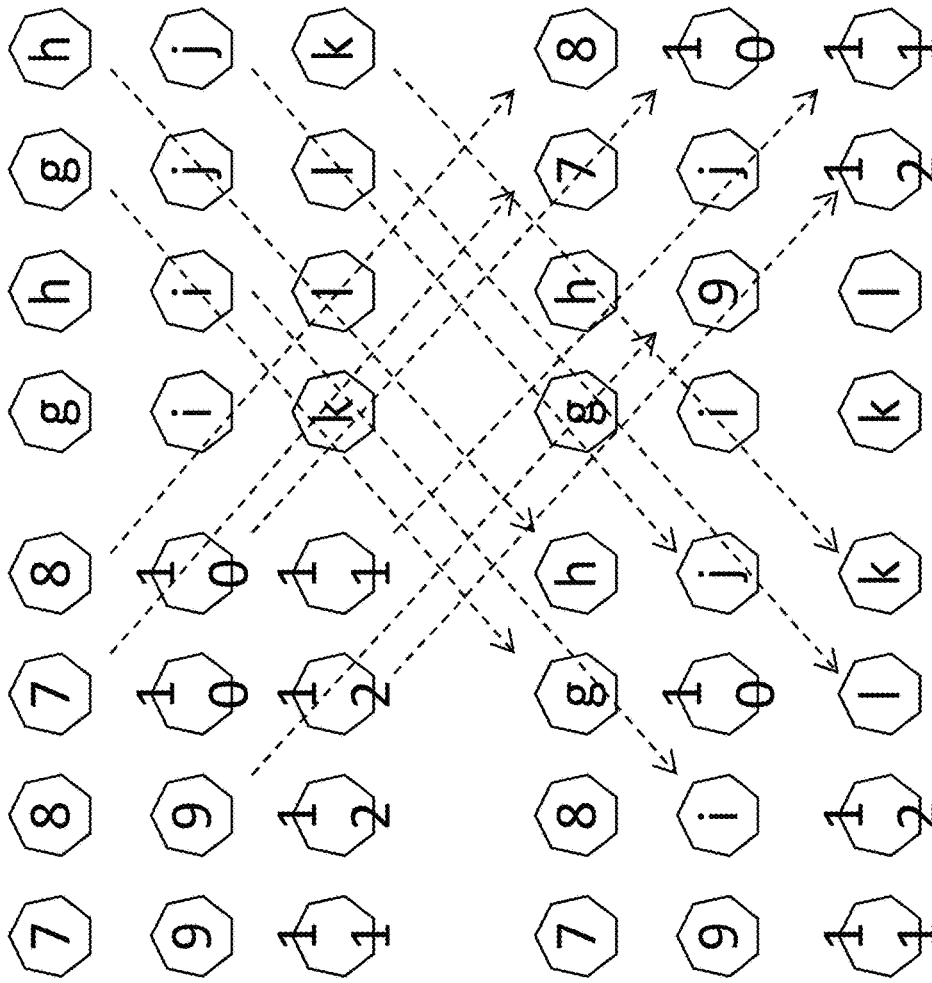 7 8 7 8 g h g h
9 9 10 10 i i j j
11 12 12 11 k l l k
7 8 g h g h 7 8
9 i 10 j i 9 j 10
11 12 l k k l 12 11